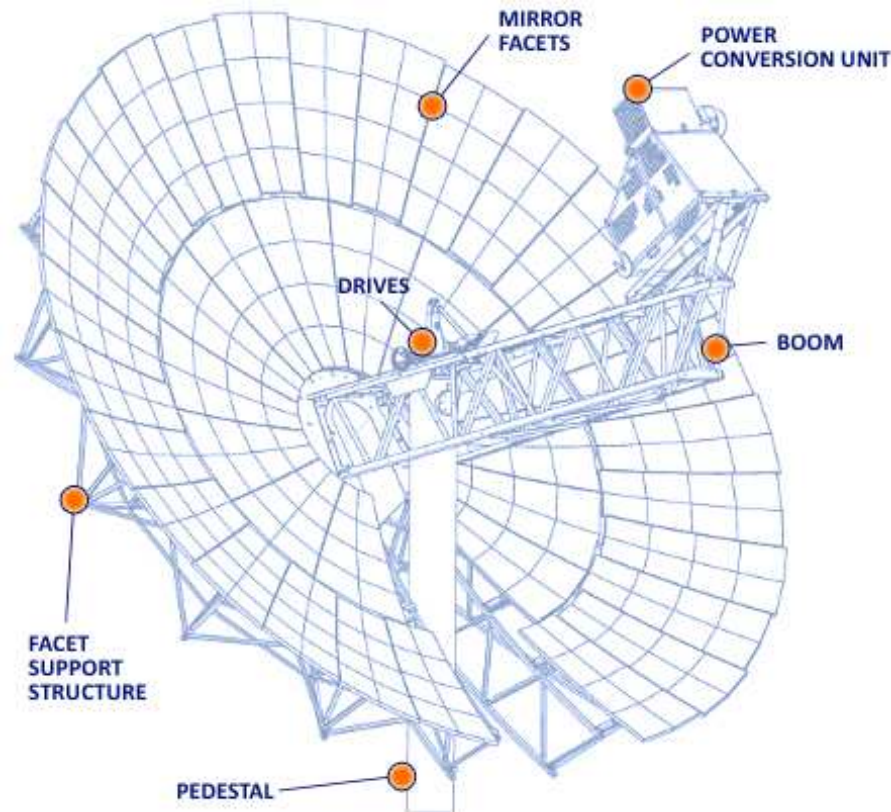 MIRROR
FACETS
POWER
CONVERSION UNIT
DRIVES
BOOM
FACET
SUPPORT
STRUCTURE
PEDESTAL